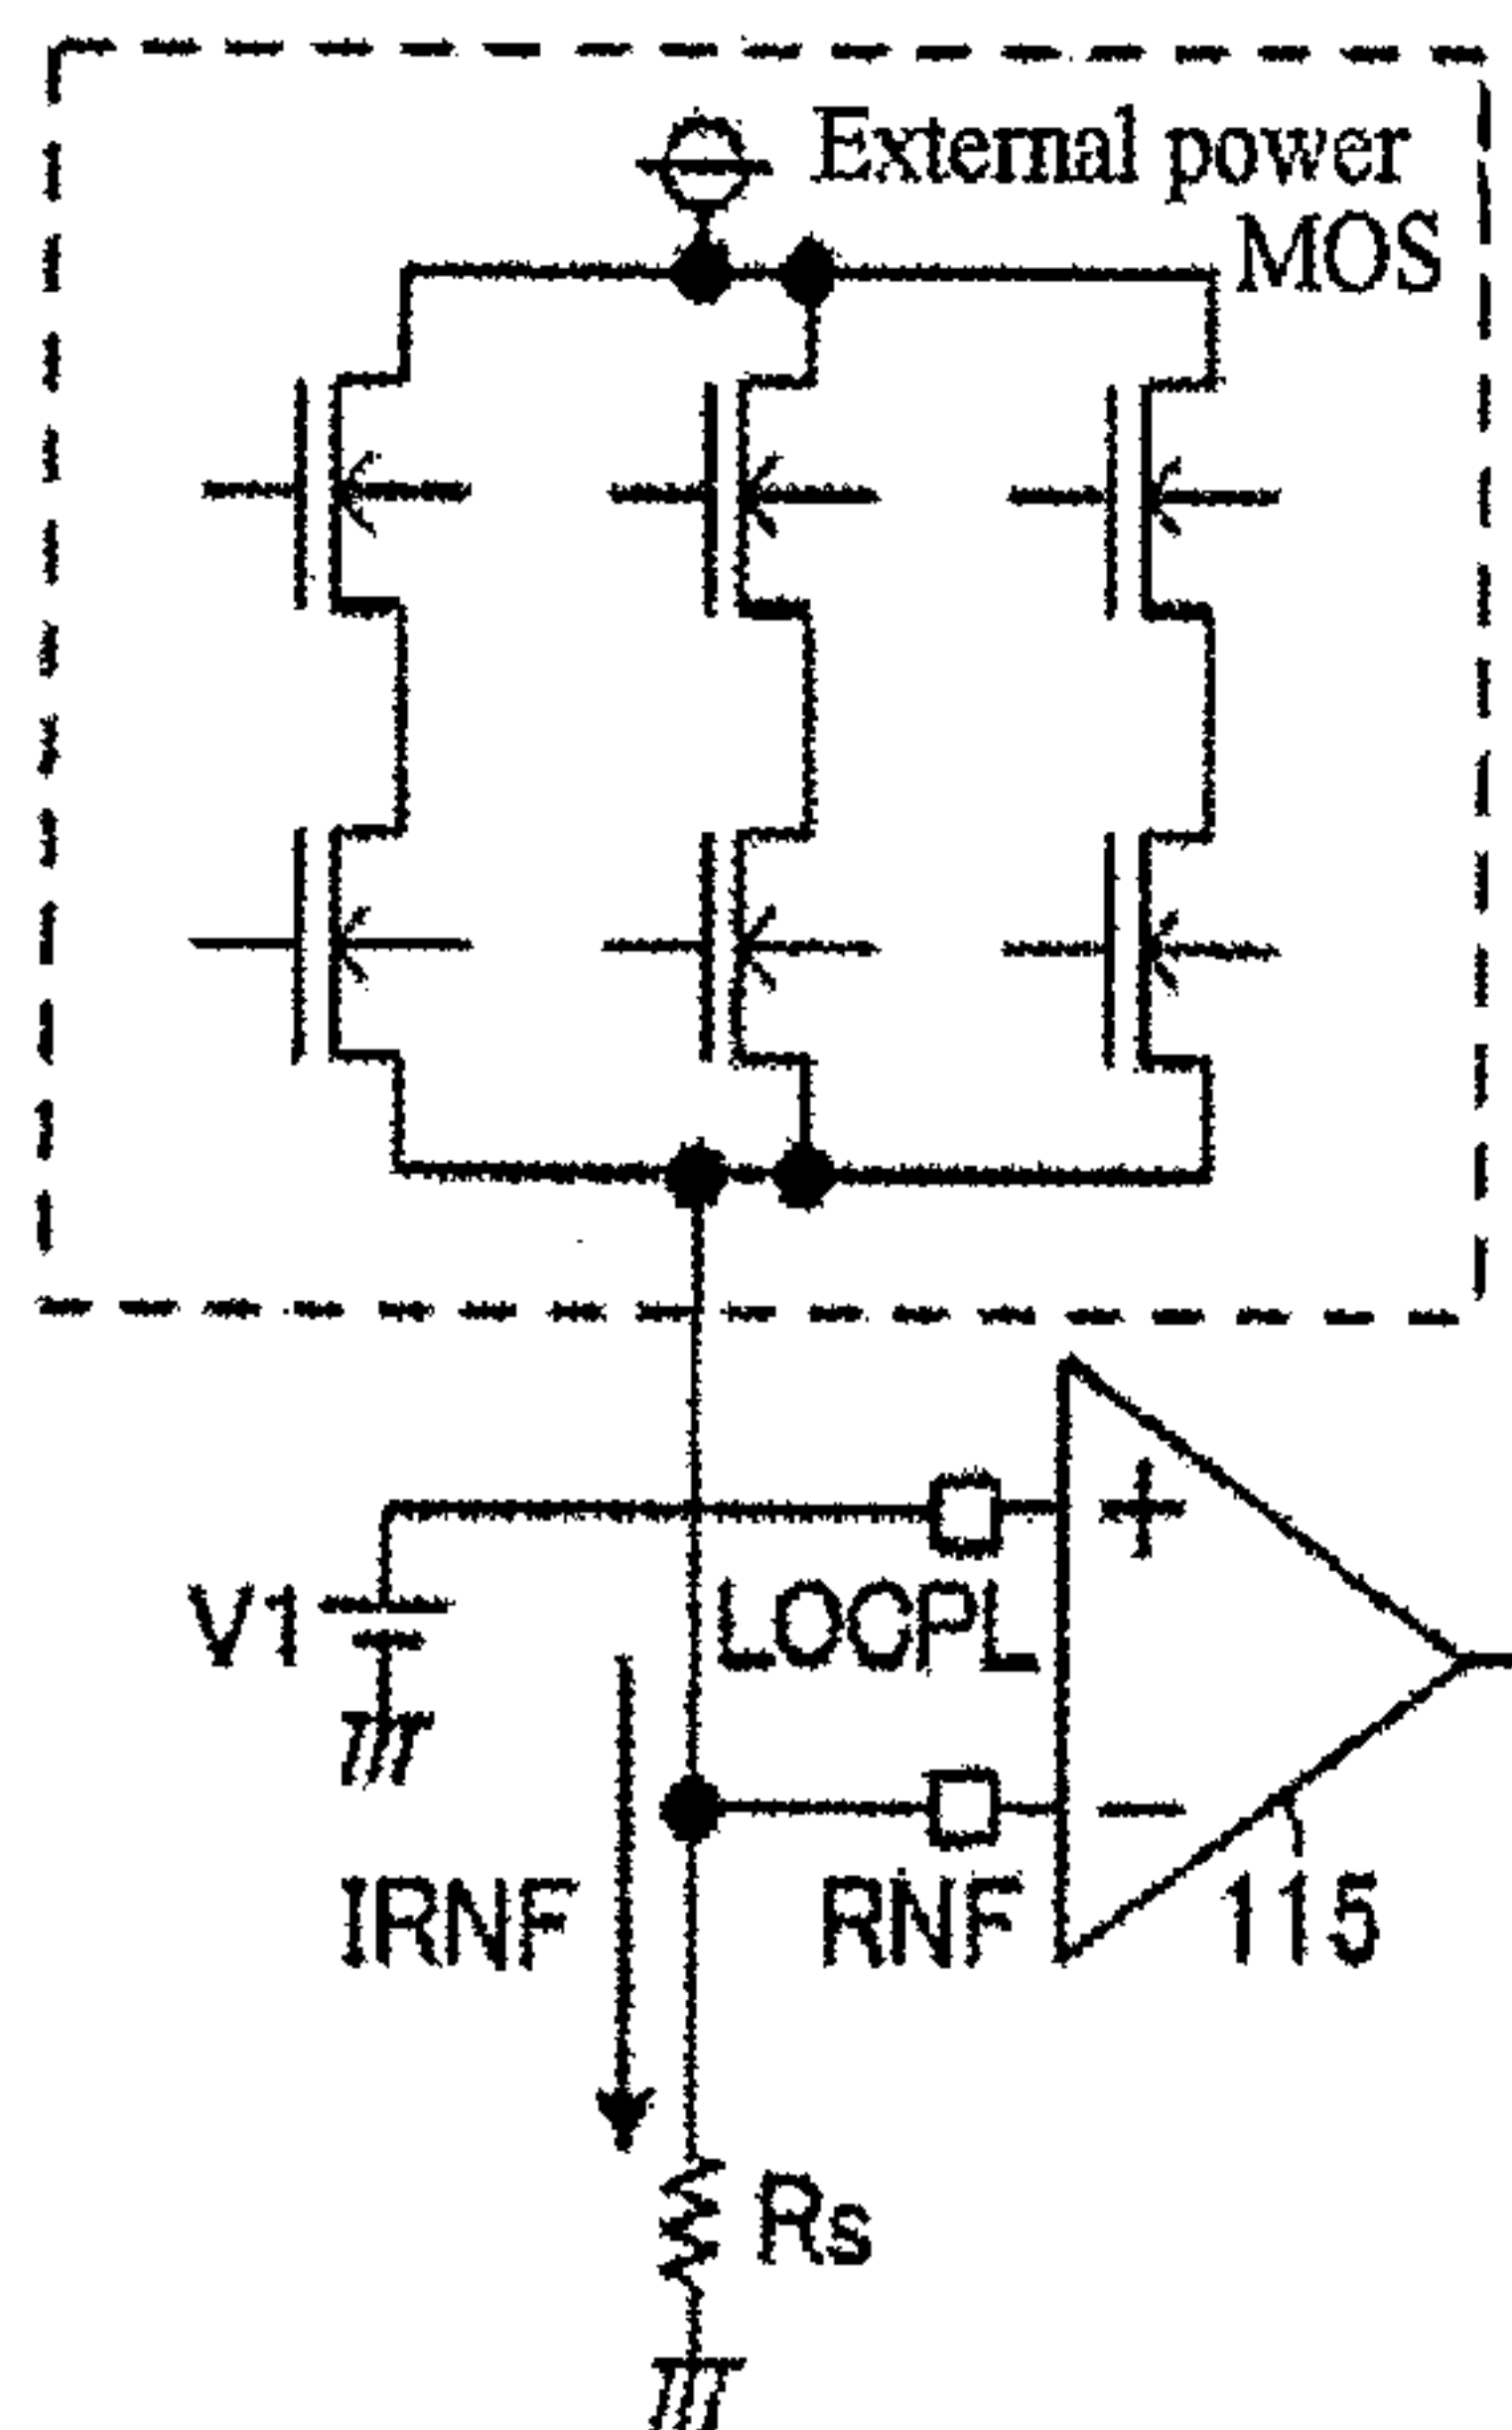 External power
MOS
V1
LOCPL
+
IRNF
RNF
−
115
Rs